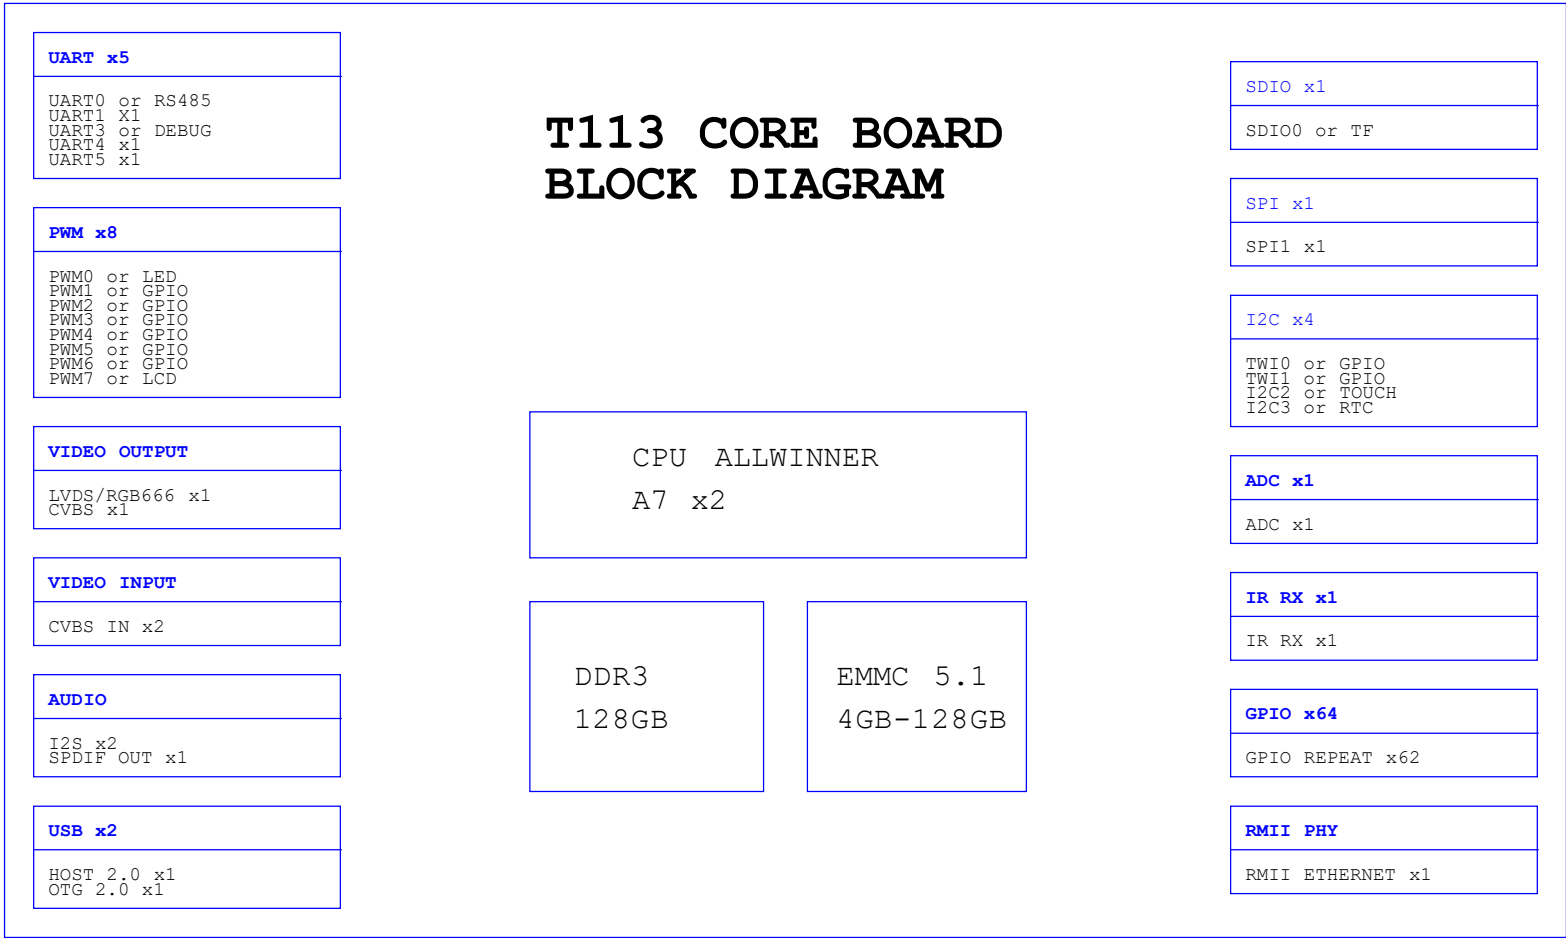 UART x5
UART0 or RS485
UART1 X1
UART3 or DEBUG
UART4 x1
UART5 x1
PWM x8
PWM0 or LED
PWM1 or GPIO
PWM2 or GPIO
PWM3 or GPIO
PWM4 or GPIO
PWM5 or GPIO
PWM6 or GPIO
PWM7 or LCD
VIDEO OUTPUT
LVDS/RGB666 x1
CVBS x1
VIDEO INPUT
CVBS IN x2
AUDIO
I2S x2
SPDIF OUT x1
USB x2
HOST 2.0 x1
OTG 2.0 x1
T113 CORE BOARD
BLOCK DIAGRAM
CPU ALLWINNER
A7 x2
DDR3
128GB
EMMC 5.1
4GB-128GB
SDIO x1
SDIO0 or TF
SPI x1
SPI1 x1
I2C x4
TWI0 or GPIO
TWI1 or GPIO
I2C2 or TOUCH
I2C3 or RTC
ADC x1
ADC x1
IR RX x1
IR RX x1
GPIO x64
GPIO REPEAT x62
RMII PHY
RMII ETHERNET x1